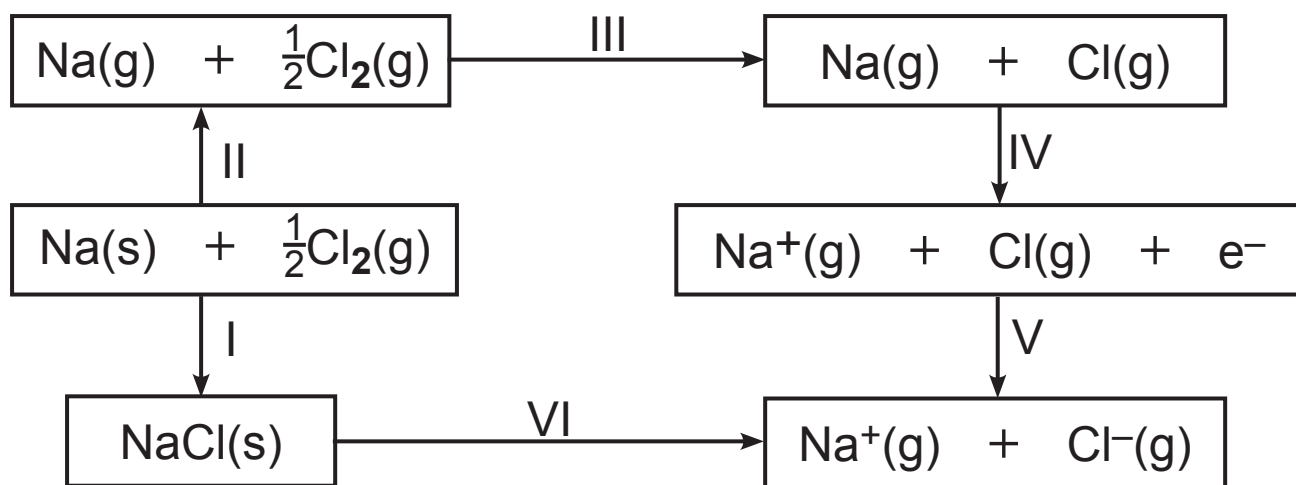 Na(g) + ½Cl₂(g) III Na(g) + Cl(g)
II IV
Na(s) + ½Cl₂(g) Na⁺(g) + Cl(g) + e⁻
I V
NaCl(s) VI Na⁺(g) + Cl⁻(g)